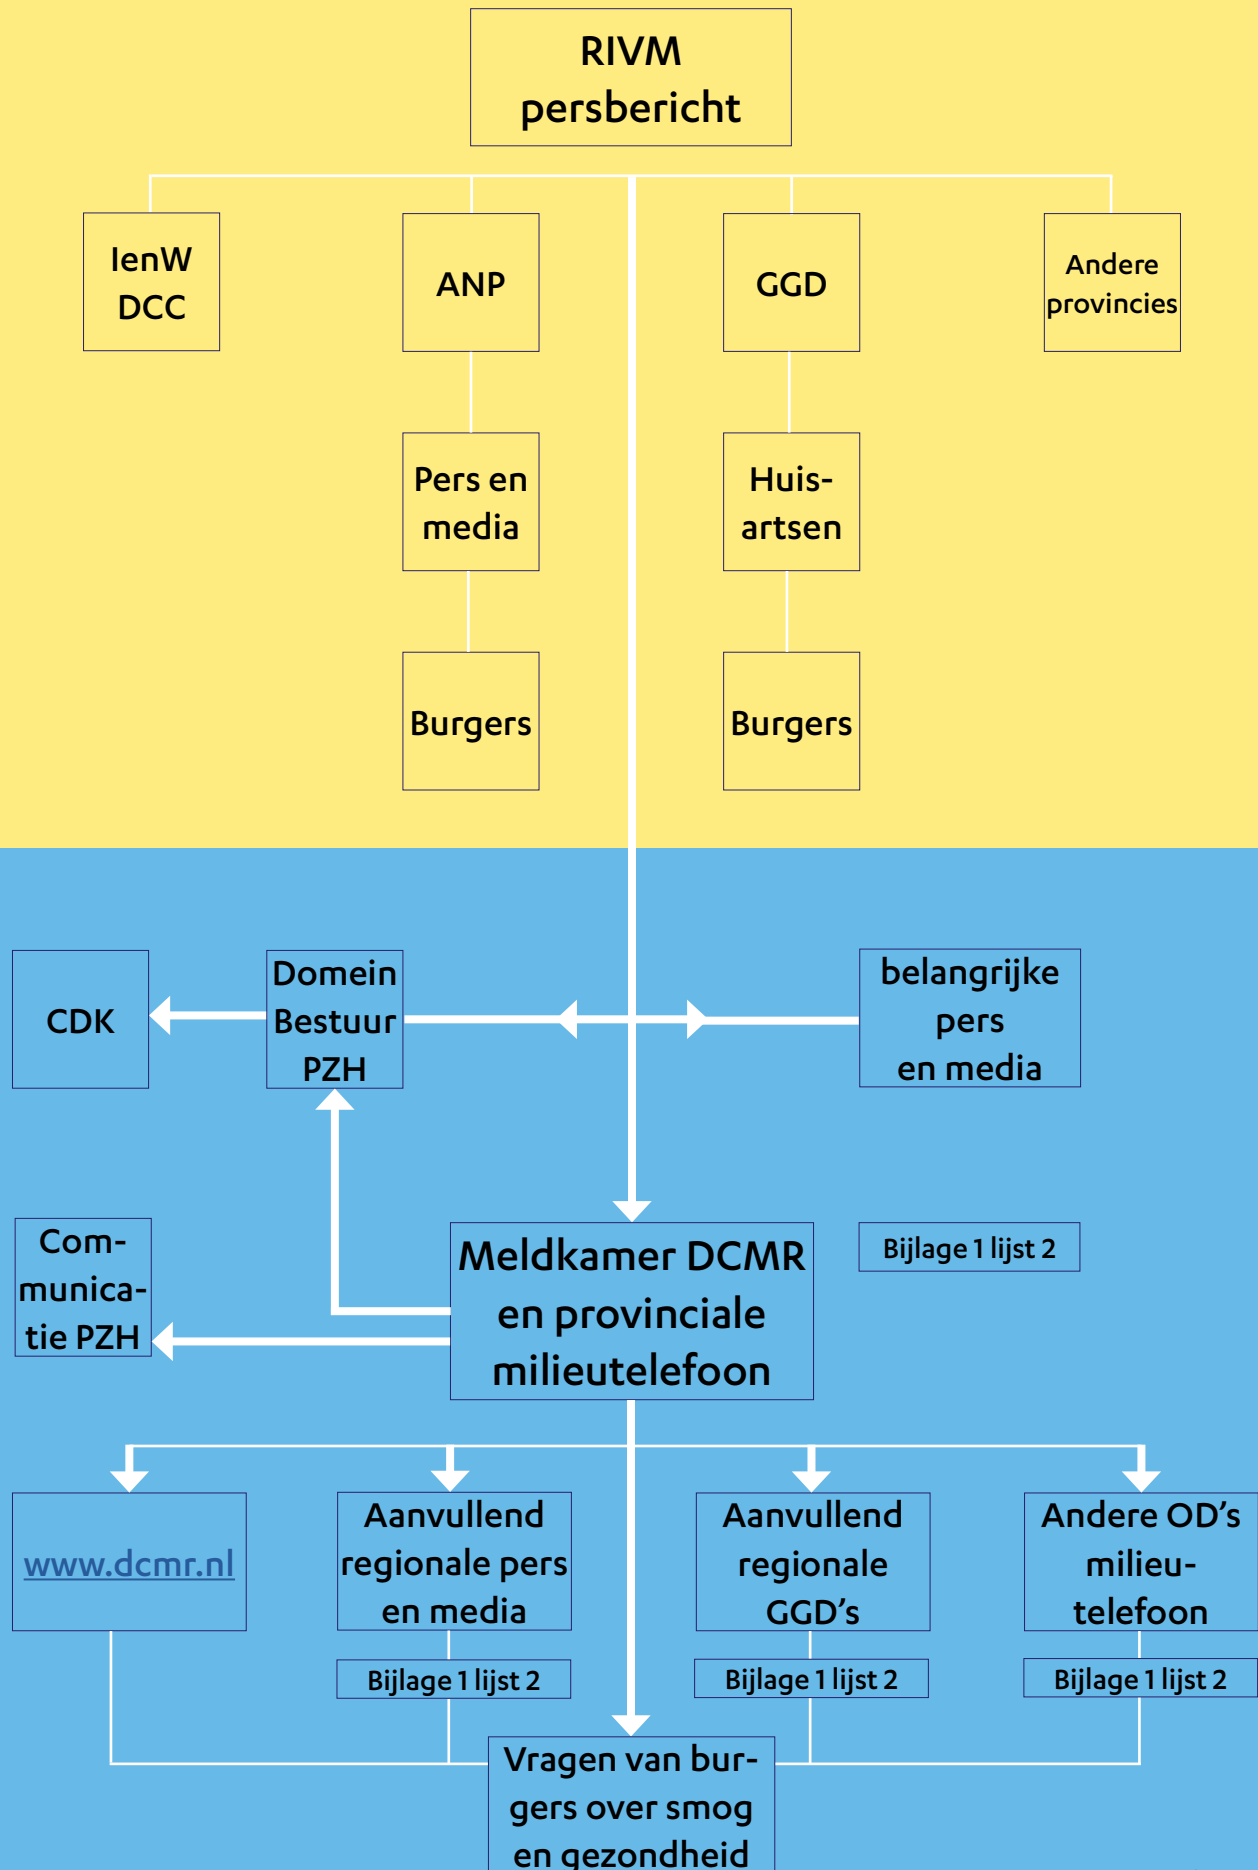 RIVM
persbericht
IenW
DCC
ANP
GGD
Andere
provincies
Pers en
media
Huis-
artsen
Burgers
Burgers
CDK
Domein
Bestuur
PZH
belangrijke
pers
en media
Com-
munica-
tie PZH
Meldkamer DCMR
en provinciale
milieutelefoon
Bijlage 1 lijst 2
www.dcmr.nl
Aanvullend
regionale pers
en media
Aanvullend
regionale
GGD's
Andere OD's
milieu-
telefoon
Bijlage 1 lijst 2
Bijlage 1 lijst 2
Bijlage 1 lijst 2
Vragen van bur-
gers over smog
en gezondheid